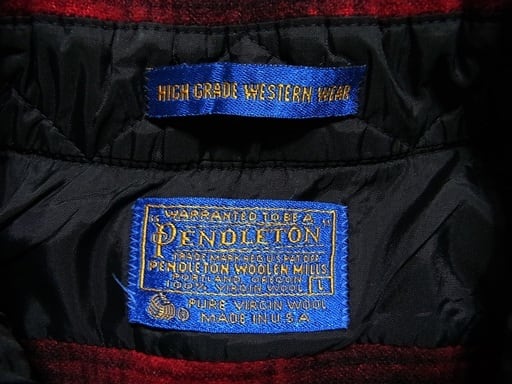 HIGH GRADE WESTERN WEAR
WARRANTED TO BE A
"PENDLETON"
TRADE MARK REG U.S. PAT. OFF.
PENDLETON WOOLEN MILLS
PORTLAND, OREGON
100% VIRGIN WOOL L
PURE VIRGIN WOOL
MADE IN U.S.A.